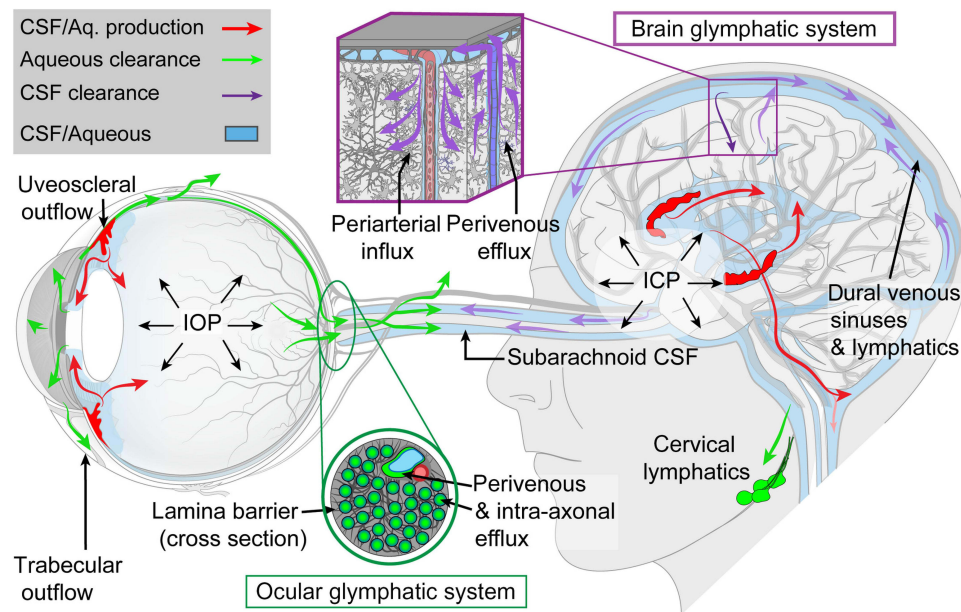 CSF/Aq. production
Aqueous clearance
CSF clearance
CSF/Aqueous
Brain glymphatic system
Uveoscleral
outflow
Periarterial
influx
Perivenous
efflux
IOP
ICP
Dural venous
sinuses
& lymphatics
Subarachnoid CSF
Cervical
lymphatics
Lamina barrier
(cross section)
Perivenous
& intra-axonal
efflux
Trabecular
outflow
Ocular glymphatic system